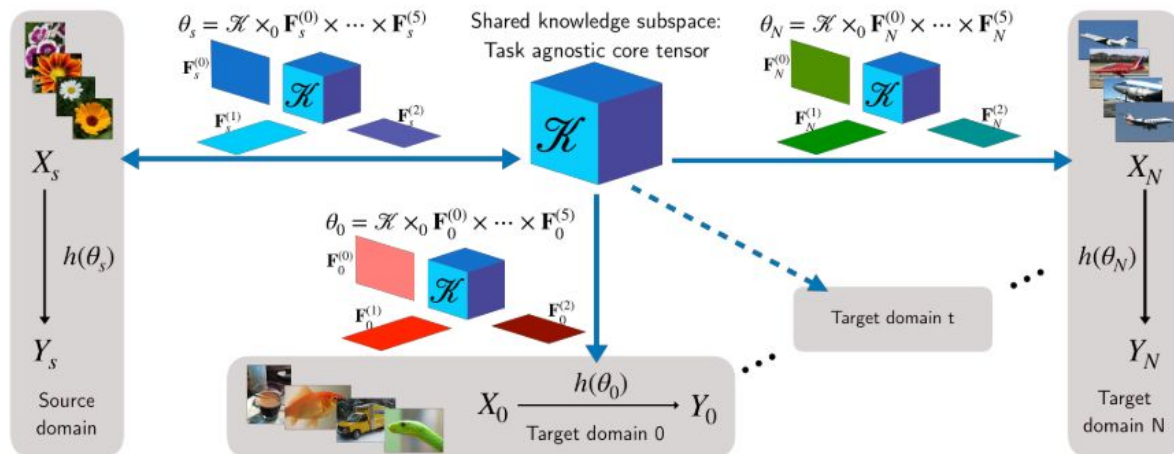 θ_s = 𝒦 ×₀ F_s^(0) × ⋯ × F_s^(5)
F_s^(0)
𝒦
F_s^(1)
F_s^(2)
Shared knowledge subspace:
Task agnostic core tensor
𝒦
θ_N = 𝒦 ×₀ F_N^(0) × ⋯ × F_N^(5)
F_N^(0)
𝒦
F_N^(1)
F_N^(2)
X_s
h(θ_s)
Y_s
Source
domain
θ_0 = 𝒦 ×₀ F_0^(0) × ⋯ × F_0^(5)
F_0^(0)
𝒦
F_0^(1)
F_0^(2)
X_0
h(θ_0)
Y_0
Target domain 0
Target domain t
X_N
h(θ_N)
Y_N
Target
domain N